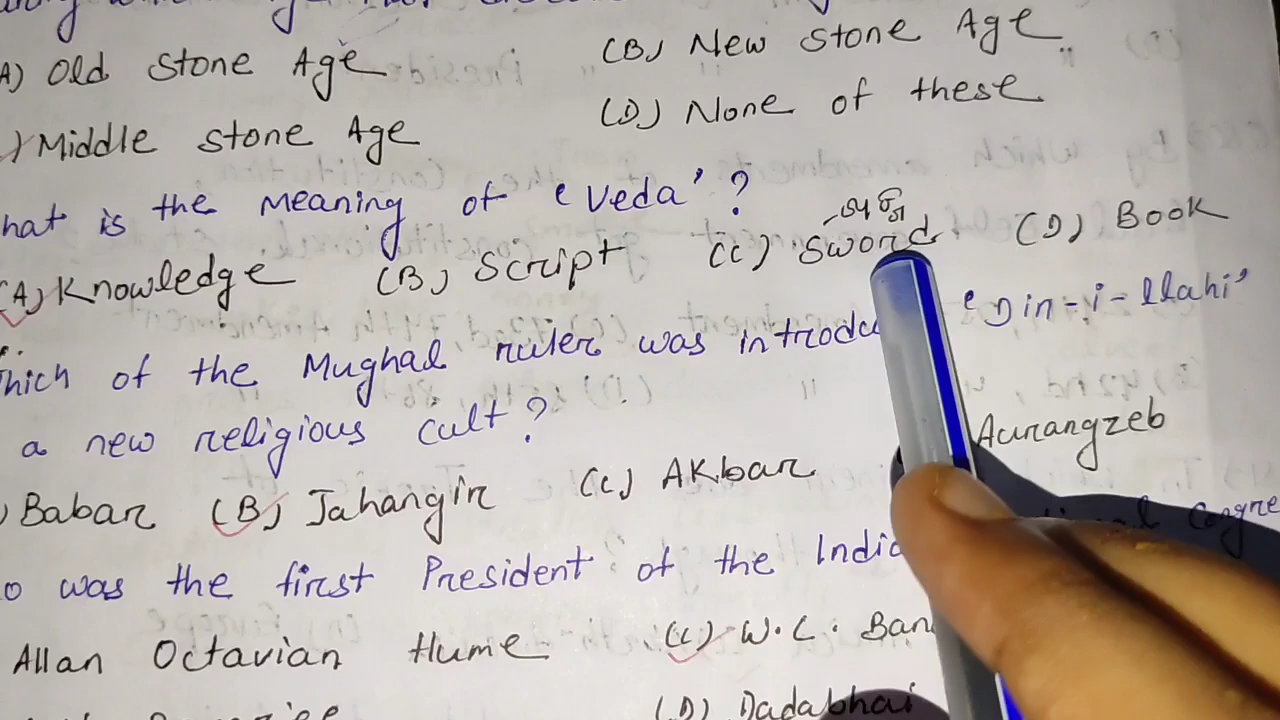 A) Old Stone Age (B) New Stone Age
) Middle Stone Age (D) None of these
hat is the meaning of 'Veda'?
(A) Knowledge (B) Script (C) Sword (D) Book
hich of the Mughal ruler was introdu 'Din-i-Ilahi'
a new religious cult?
) Babar (B) Jahangir (C) Akbar Aurangzeb
o was the first President of the India Congre
Allan Octavian Hume (C) W.C. Ban
(D) Dadabhai